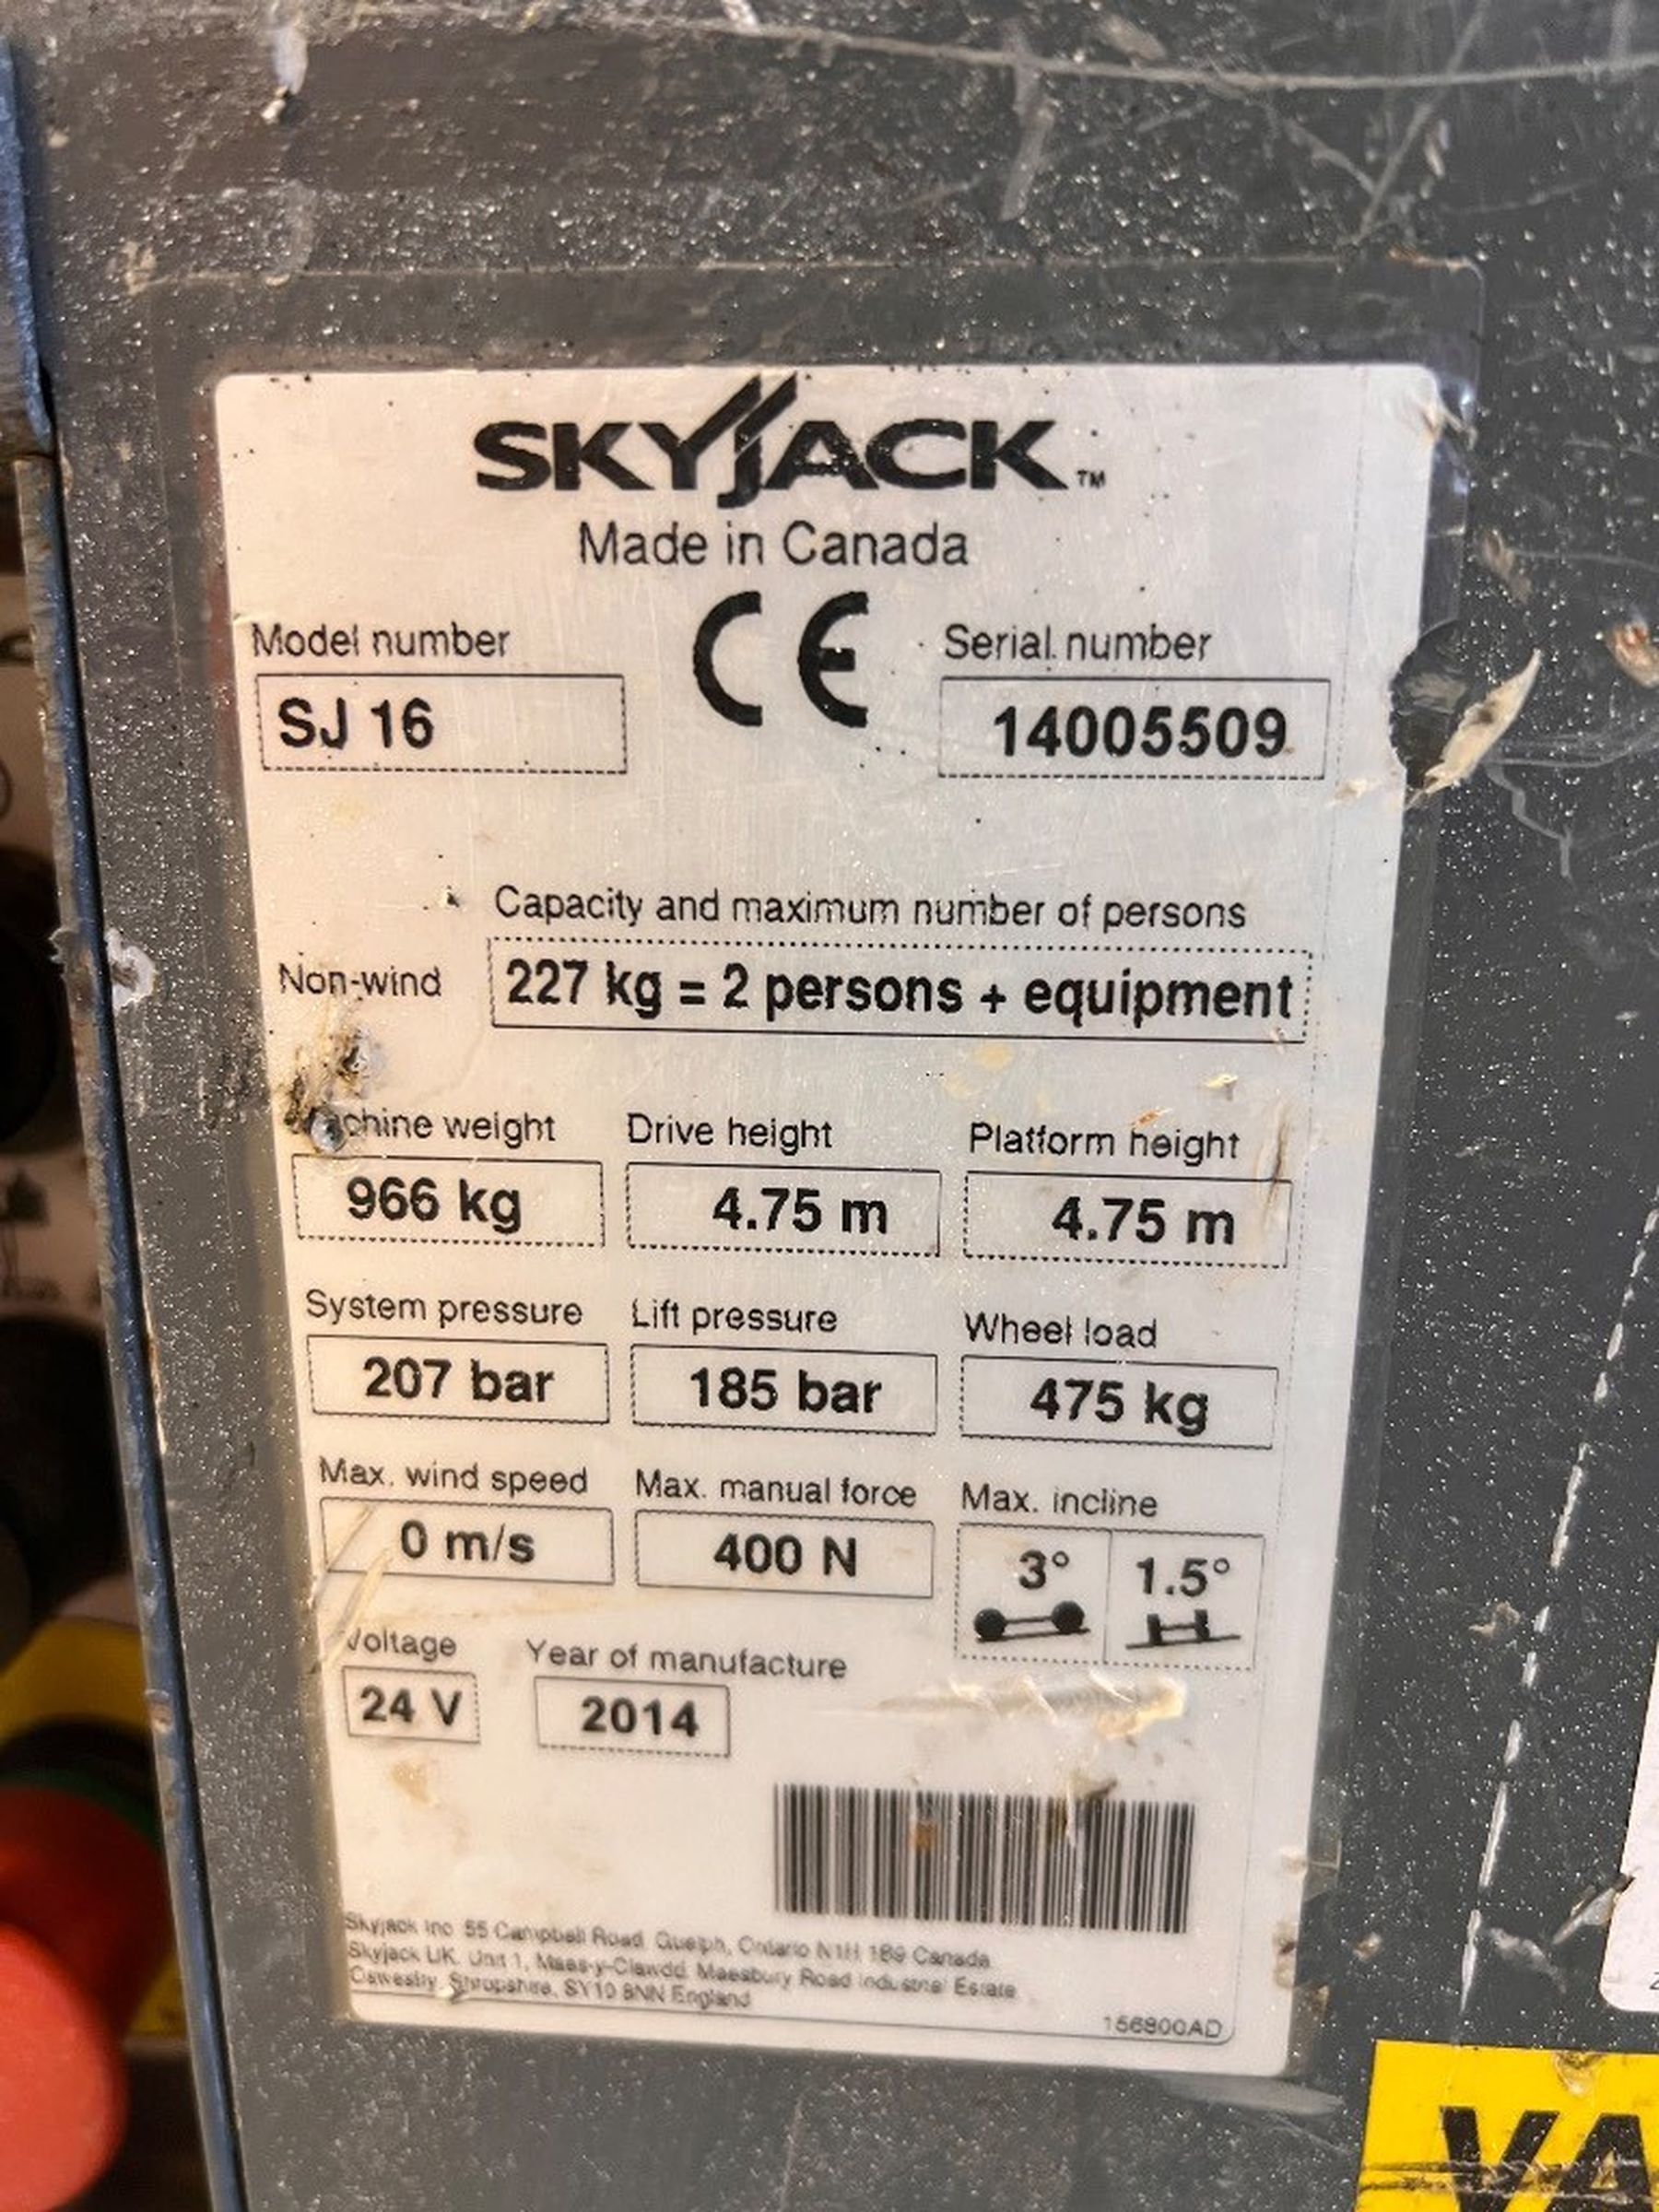 SKYJACK™
Made in Canada
CE
Model number
SJ 16
Serial number
14005509
Capacity and maximum number of persons
Non-wind
227 kg = 2 persons + equipment
chine weight
966 kg
Drive height
4.75 m
Platform height
4.75 m
System pressure
207 bar
Lift pressure
185 bar
Wheel load
475 kg
Max. wind speed
0 m/s
Max. manual force
400 N
Max. incline
3°
1.5°
Voltage
24 V
Year of manufacture
2014
Skyjack Inc. 55 Campbell Road, Guelph, Ontario N1H 1B9 Canada
Skyjack UK, Unit 1, Maes-y-Clawdd, Maesbury Road Industrial Estate
Oswestry, Shropshire, SY10 8NN England
156800AD
VA